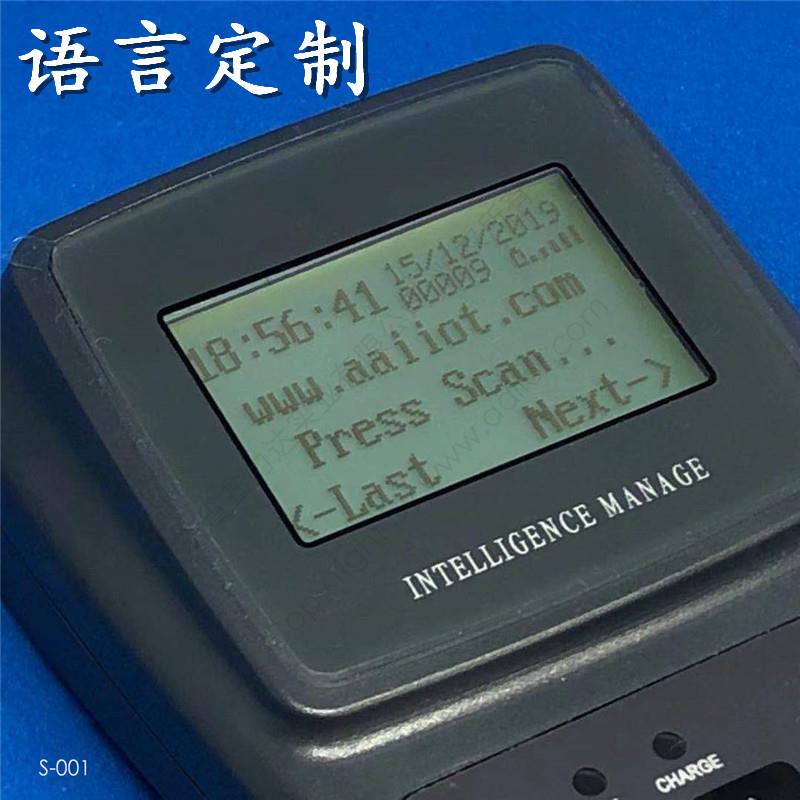 语言定制
15/12/2019
18:56:41 00009
www.aaiiot.com
Press Scan...
<-Last Next->
INTELLIGENCE MANAGE
CHARGE
S-001